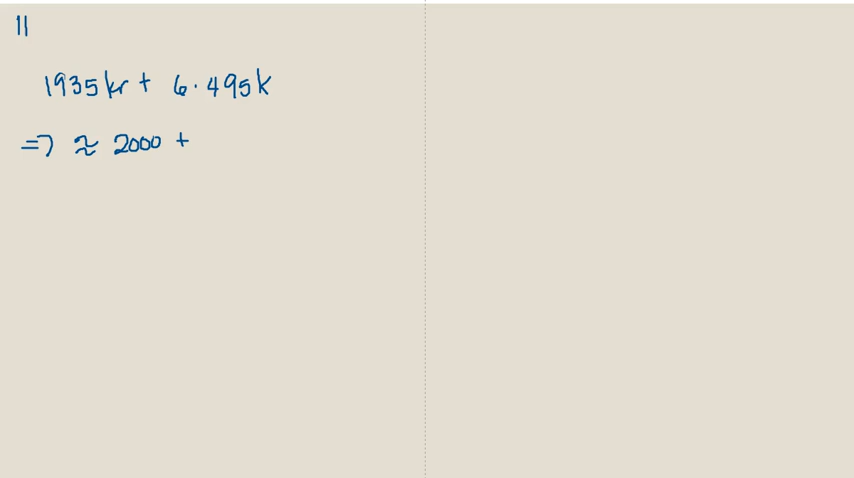 11
1935kr + 6·495k
=> ≈ 2000 +